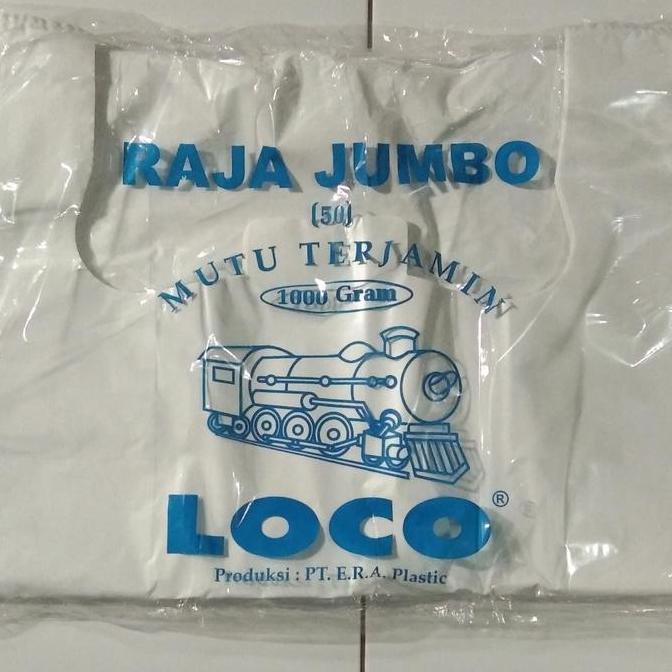 RAJA JUMBO
(50)
MUTU TERJAMIN
1000 Gram
LOCO®
Produksi : PT. E.R.A. Plastic